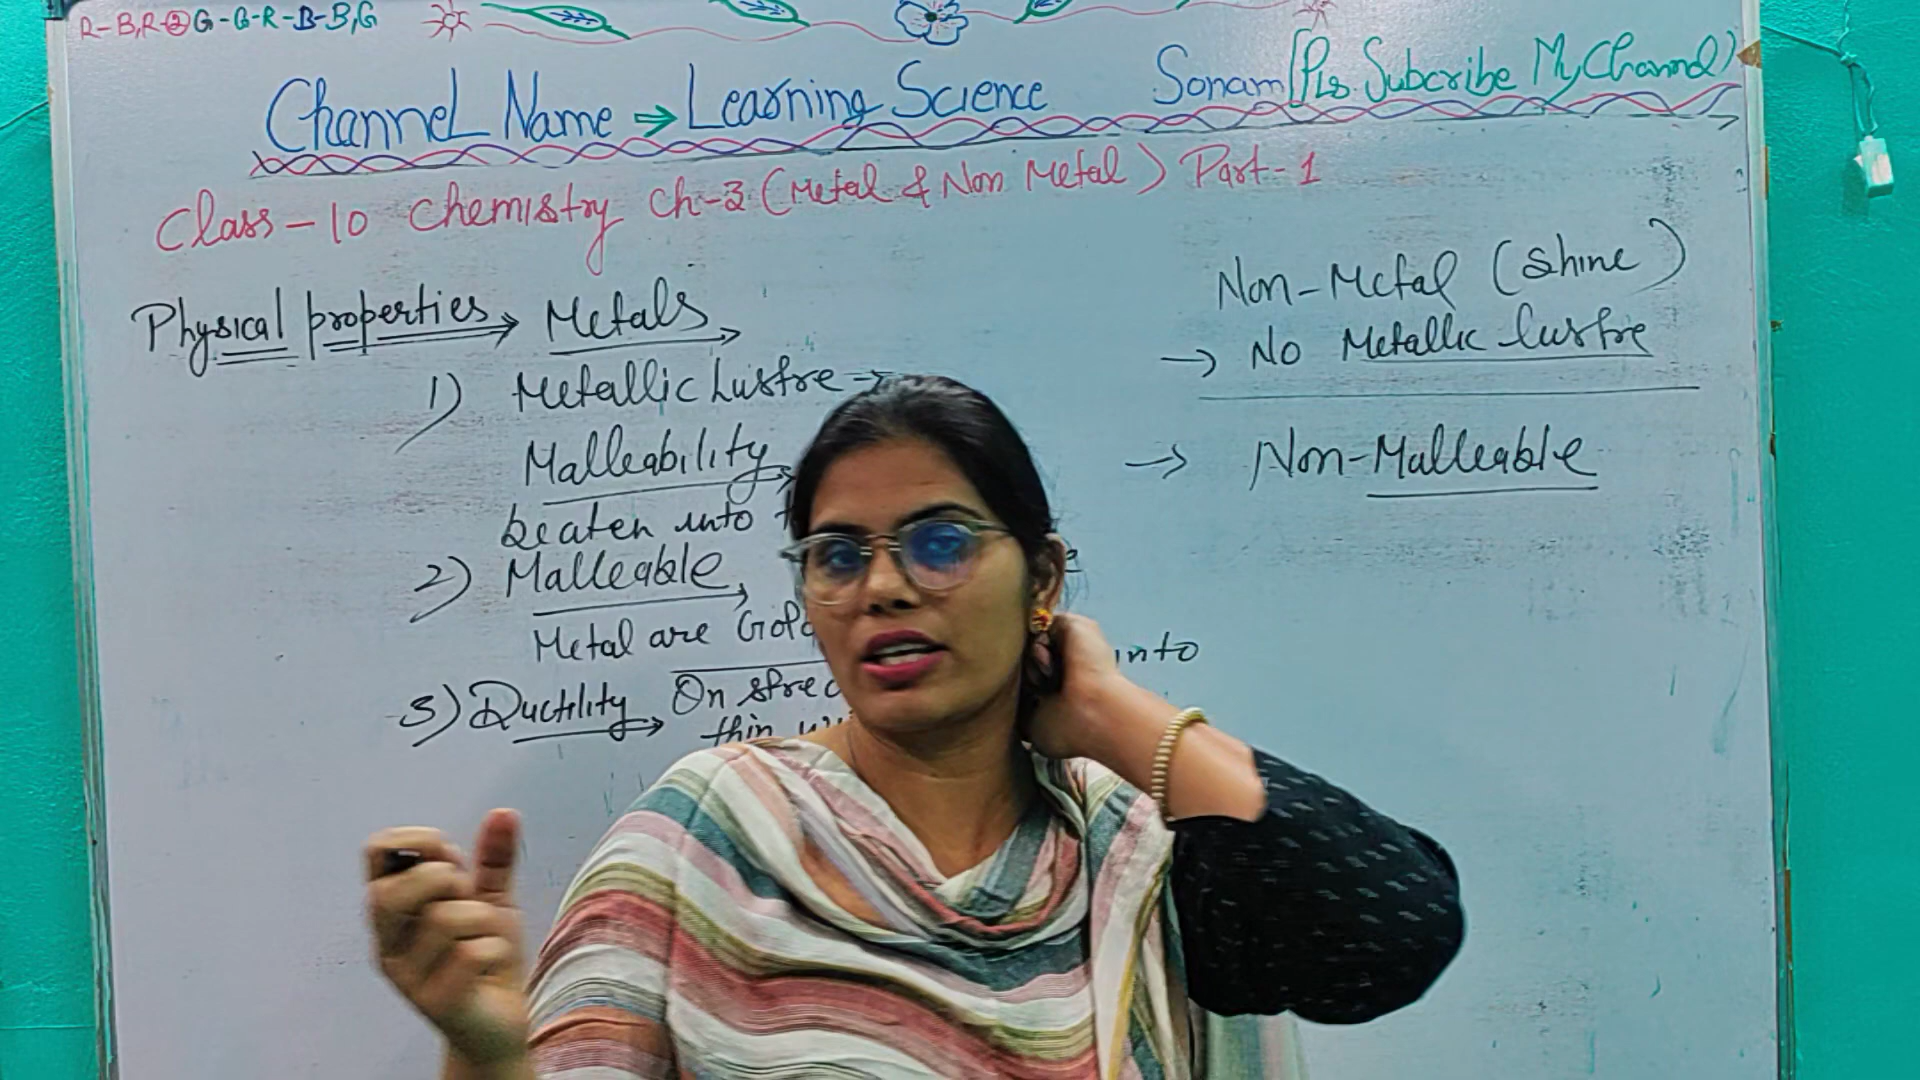 R-B,R-2G-G-R-B-B,G
Channel Name → Learning Science Sonam (Pls Subcribe My Channel)
Class-10 Chemistry Ch-3 (Metal & Non Metal) Part-1
Physical properties → Metals
Non-Metal (Shine)
1) Metallic Lustre →
→ No Metallic lustre
Malleability →
→ Non-Malleable
beaten into
2) Malleable
Metal are Gold
into
3) Ductility → On
thin